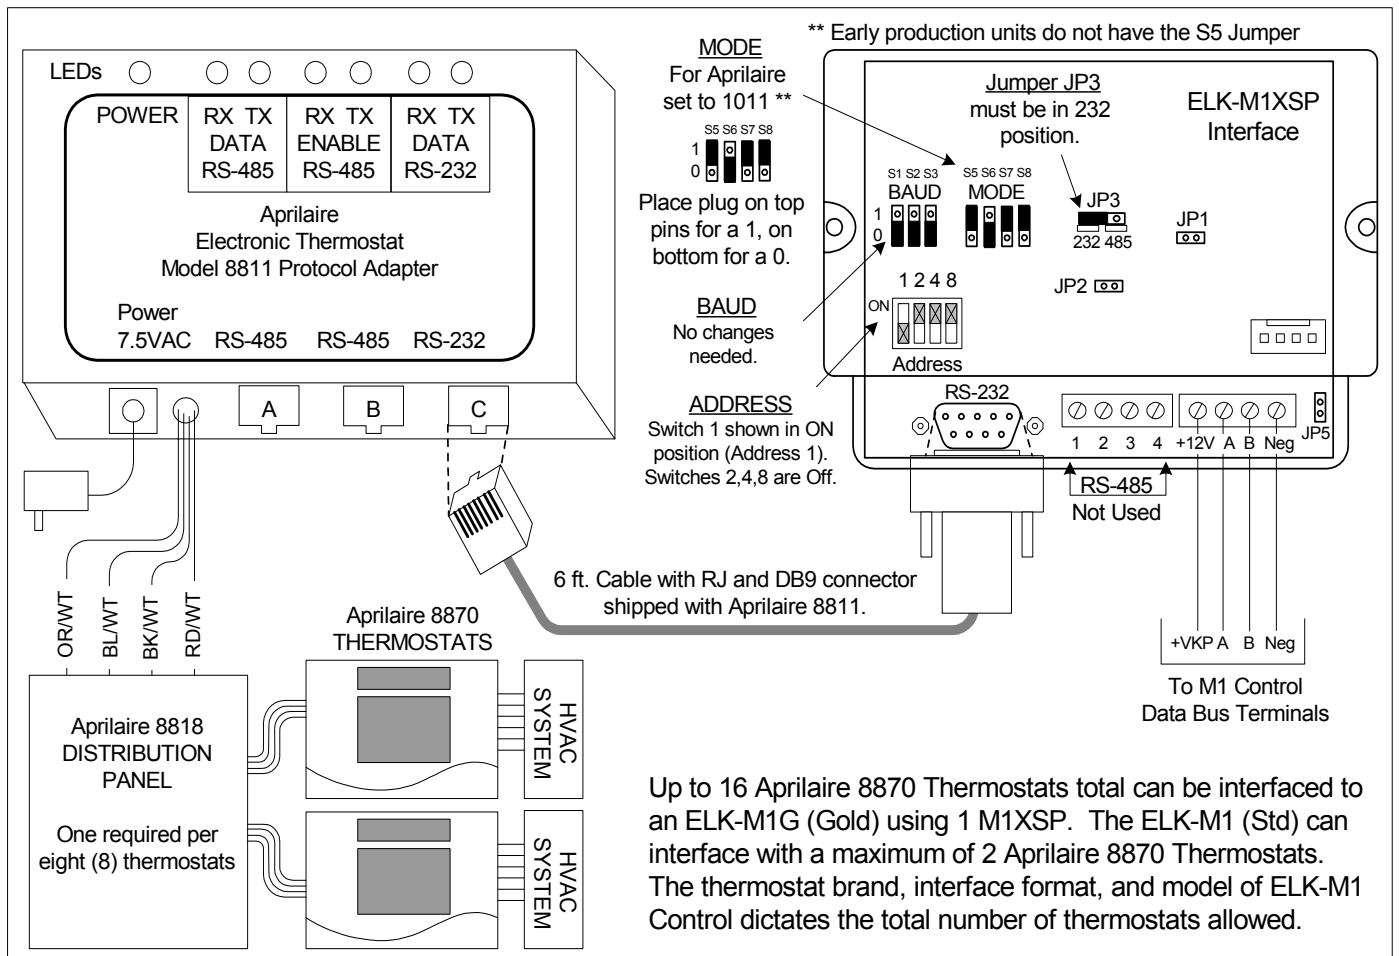 ** Early production units do not have the S5 Jumper
LEDs
POWER
RX TX
DATA
RS-485
RX TX
ENABLE
RS-485
RX TX
DATA
RS-232
Aprilaire
Electronic Thermostat
Model 8811 Protocol Adapter
Power
7.5VAC
RS-485
RS-485
RS-232
A
B
C
MODE
For Aprilaire
set to 1011 **
S5 S6 S7 S8
1
0
Place plug on top
pins for a 1, on
bottom for a 0.
BAUD
No changes
needed.
ADDRESS
Switch 1 shown in ON
position (Address 1).
Switches 2,4,8 are Off.
Jumper JP3
must be in 232
position.
ELK-M1XSP
Interface
S1 S2 S3
BAUD
1
0
S5 S6 S7 S8
MODE
JP3
232 485
JP1
JP2
1 2 4 8
ON
Address
RS-232
1 2 3 4
+12V A B Neg
JP5
RS-485
Not Used
+VKP A B Neg
To M1 Control
Data Bus Terminals
6 ft. Cable with RJ and DB9 connector
shipped with Aprilaire 8811.
OR/WT
BL/WT
BK/WT
RD/WT
Aprilaire 8818
DISTRIBUTION
PANEL
One required per
eight (8) thermostats
Aprilaire 8870
THERMOSTATS
HVAC
SYSTEM
HVAC
SYSTEM
Up to 16 Aprilaire 8870 Thermostats total can be interfaced to
an ELK-M1G (Gold) using 1 M1XSP. The ELK-M1 (Std) can
interface with a maximum of 2 Aprilaire 8870 Thermostats.
The thermostat brand, interface format, and model of ELK-M1
Control dictates the total number of thermostats allowed.